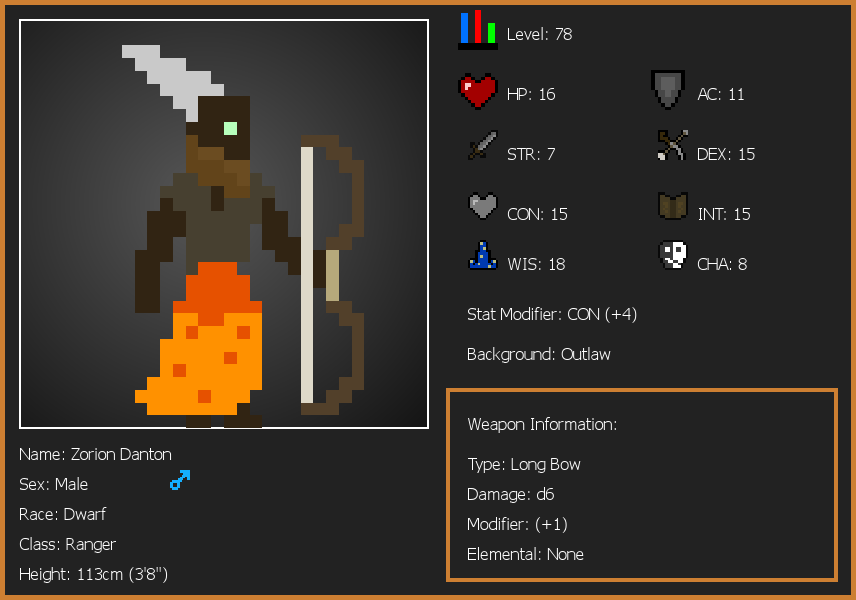 Level: 78
HP: 16
AC: 11
STR: 7
DEX: 15
CON: 15
INT: 15
WIS: 18
CHA: 8
Stat Modifier: CON (+4)
Background: Outlaw
Weapon Information:
Type: Long Bow
Damage: d6
Modifier: (+1)
Elemental: None
Name: Zorion Danton
Sex: Male
Race: Dwarf
Class: Ranger
Height: 113cm (3'8")